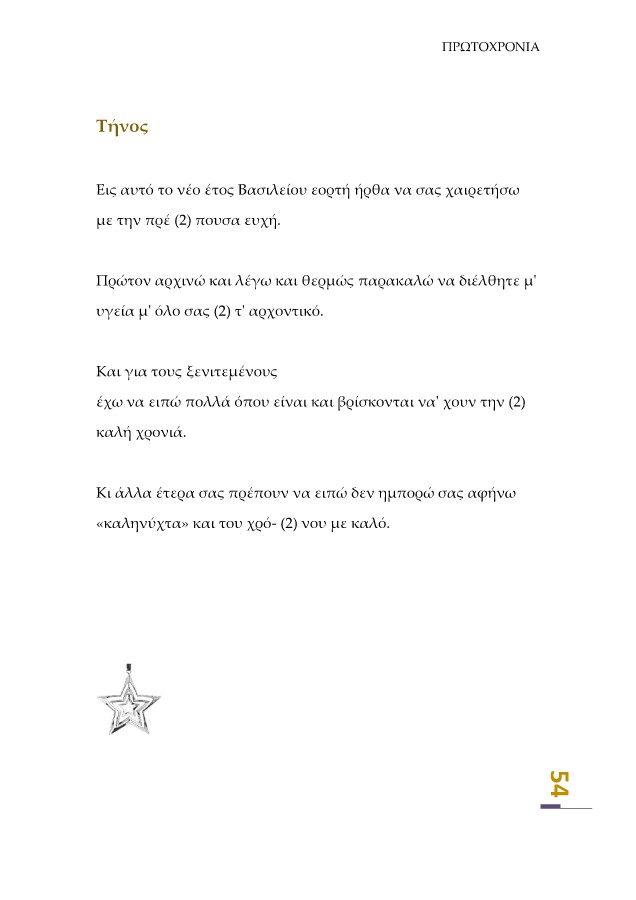 ΠΡΩΤΟΧΡΟΝΙΑ
Τήνος
Εις αυτό το νέο έτος Βασιλείου εορτή ήρθα να σας χαιρετήσω
με την πρέ (2) πουσα ευχή.
Πρώτον αρχινώ και λέγω και θερμώς παρακαλώ να διέλθητε μ'
υγεία μ' όλο σας (2) τ' αρχοντικό.
Και για τους ξενιτεμένους
έχω να ειπώ πολλά όπου είναι και βρίσκονται να' χουν την (2)
καλή χρονιά.
Κι άλλα έτερα σας πρέπουν να ειπώ δεν ημπορώ σας αφήνω
«καληνύχτα» και του χρό- (2) νου με καλό.
54